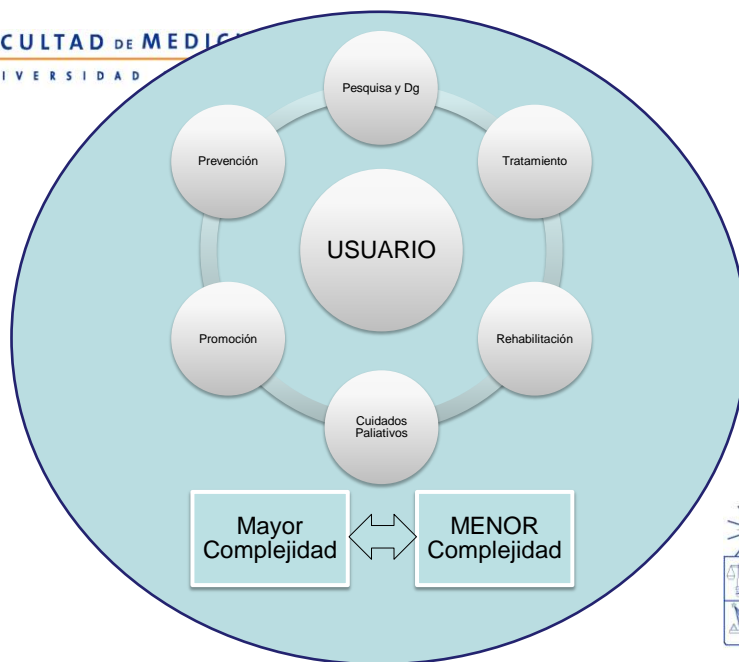 CULTAD DE MEDIC
IVERSIDAD
Pesquisa y Dg
Prevención
Tratamiento
USUARIO
Promoción
Rehabilitación
Cuidados
Paliativos
Mayor
Complejidad
MENOR
Complejidad